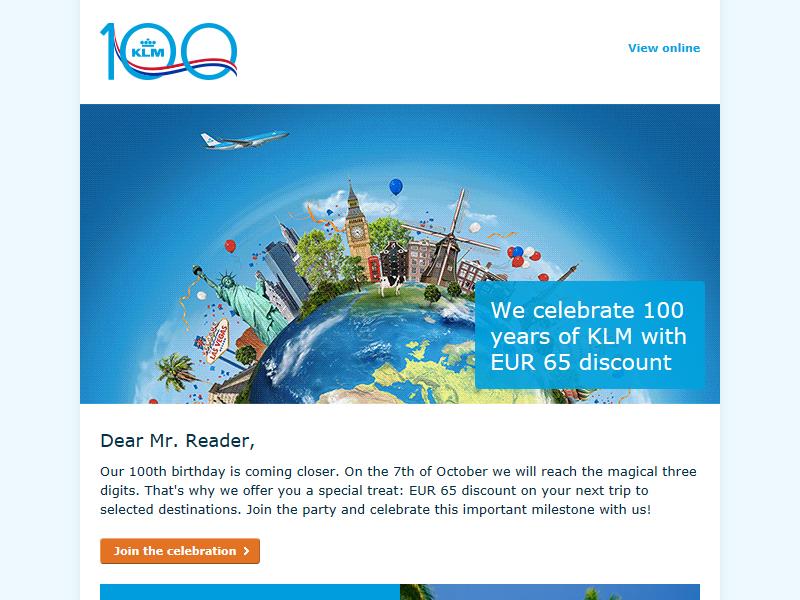 100
KLM
View online
LAS VEGAS
We celebrate 100
years of KLM with
EUR 65 discount
Dear Mr. Reader,
Our 100th birthday is coming closer. On the 7th of October we will reach the magical three
digits. That's why we offer you a special treat: EUR 65 discount on your next trip to
selected destinations. Join the party and celebrate this important milestone with us!
Join the celebration